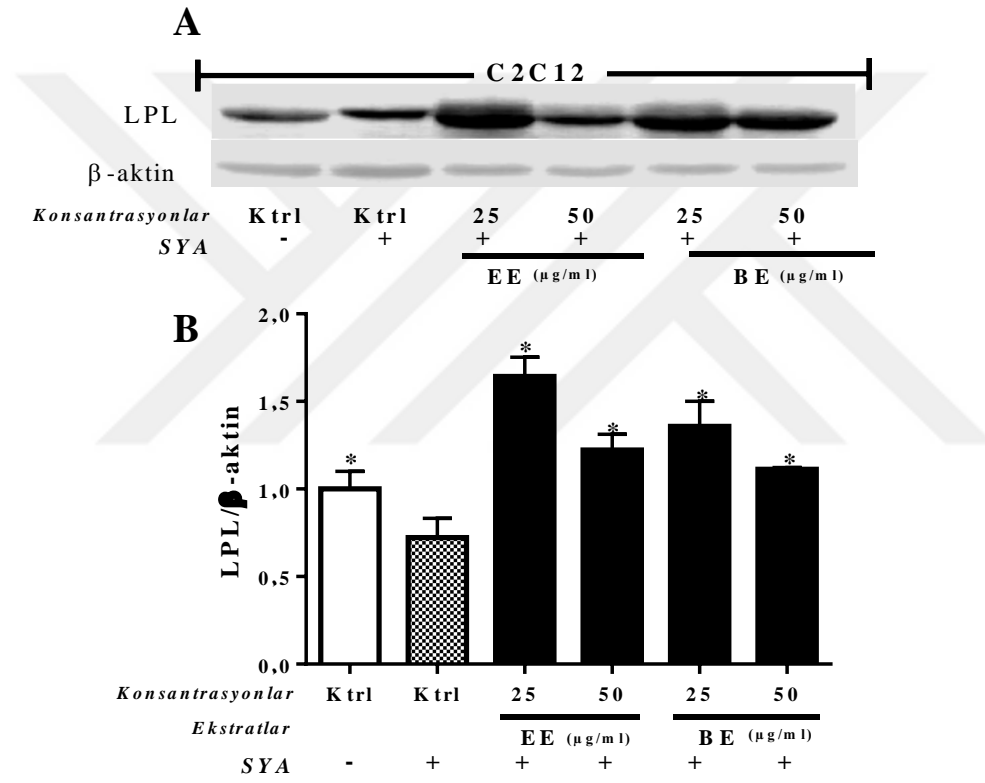 A
C2C12
LPL
β-aktin
Konsantrasyonlar Ktrl Ktrl 25 50 25 50
SYA - + + + + +
EE (µg/ml) BE (µg/ml)
B
LPL/β-aktin
2,0
1,5
1,0
0,5
0,0
* * * * *
Konsantrasyonlar Ktrl Ktrl 25 50 25 50
Ekstratlar EE (µg/ml) BE (µg/ml)
SYA - + + + + +